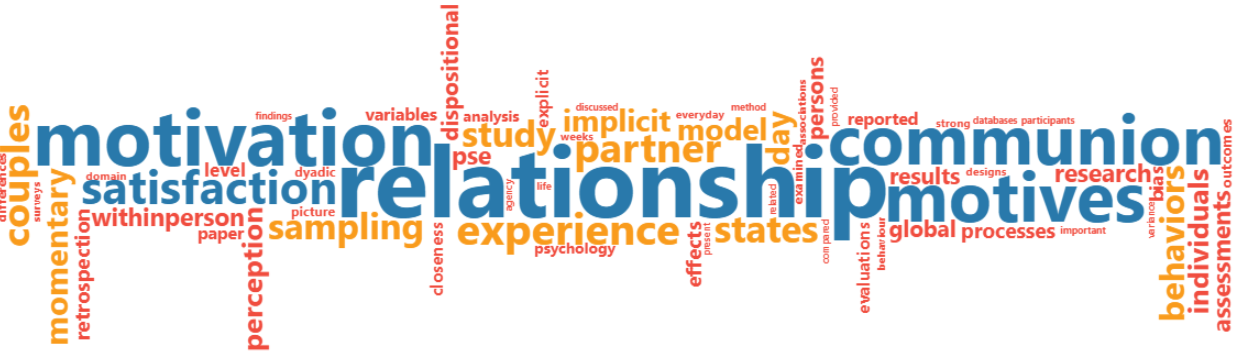 dispositional
couples
motivation
findings
variables
analysis
explicit
discussed
implicit
everyday
method
study
weeks
model
day
associations
persons
provided
reported
strong
databases
participants
communion
outcomes
differences
surveys
domain
level
dyadic
pse
partner
examined
results
designs
research
bias
momentary
satisfaction
relationship
agency
life
related
motives
variance
behaviors
individuals
assessments
retrospection
withinperson
paper
perception
picture
sampling
closeness
experience
psychology
effects
present
states
compared
evaluations
behaviour
global
processes
important